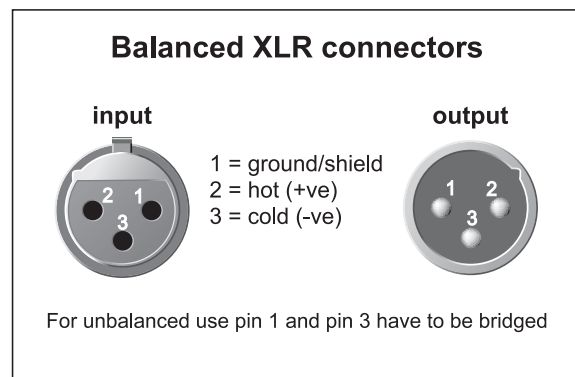 Balanced XLR connectors
input
output
1 = ground/shield
2 = hot (+ve)
3 = cold (-ve)
2 1
3
1 2
3
For unbalanced use pin 1 and pin 3 have to be bridged